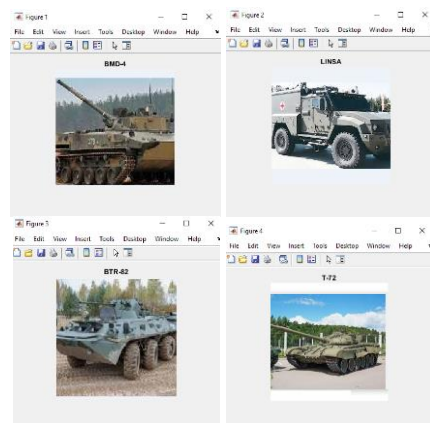 Figure 1
File Edit View Insert Tools Desktop Window Help
BMD-4
Figure 2
File Edit View Insert Tools Desktop Window Help
LINSA
Figure 3
File Edit View Insert Tools Desktop Window Help
BTR-82
Figure 4
File Edit View Insert Tools Desktop Window Help
T-72